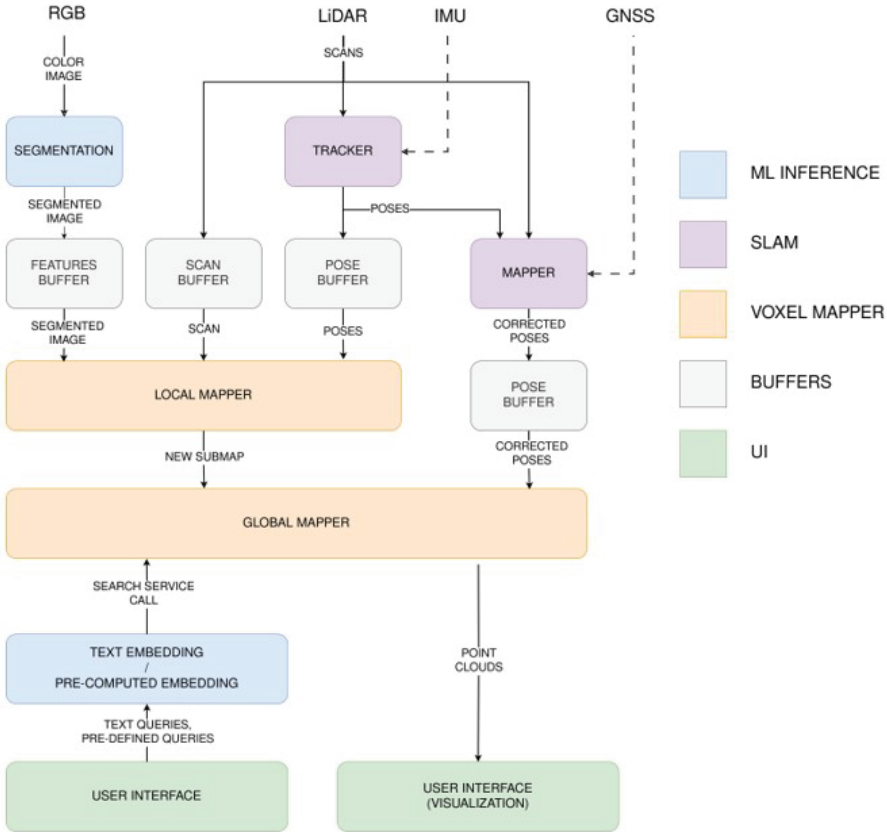 RGB
LiDAR
IMU
GNSS
SCANS
COLOR
IMAGE
SEGMENTATION
TRACKER
ML INFERENCE
SEGMENTED
IMAGE
POSES
SLAM
FEATURES
BUFFER
SCAN
BUFFER
POSE
BUFFER
MAPPER
SEGMENTED
IMAGE
SCAN
POSES
CORRECTED
POSES
VOXEL MAPPER
LOCAL MAPPER
POSE
BUFFER
BUFFERS
NEW SUBMAP
CORRECTED
POSES
UI
GLOBAL MAPPER
SEARCH SERVICE
CALL
TEXT EMBEDDING
/
PRE-COMPUTED EMBEDDING
POINT
CLOUDS
TEXT QUERIES,
PRE-DEFINED QUERIES
USER INTERFACE
USER INTERFACE
(VISUALIZATION)